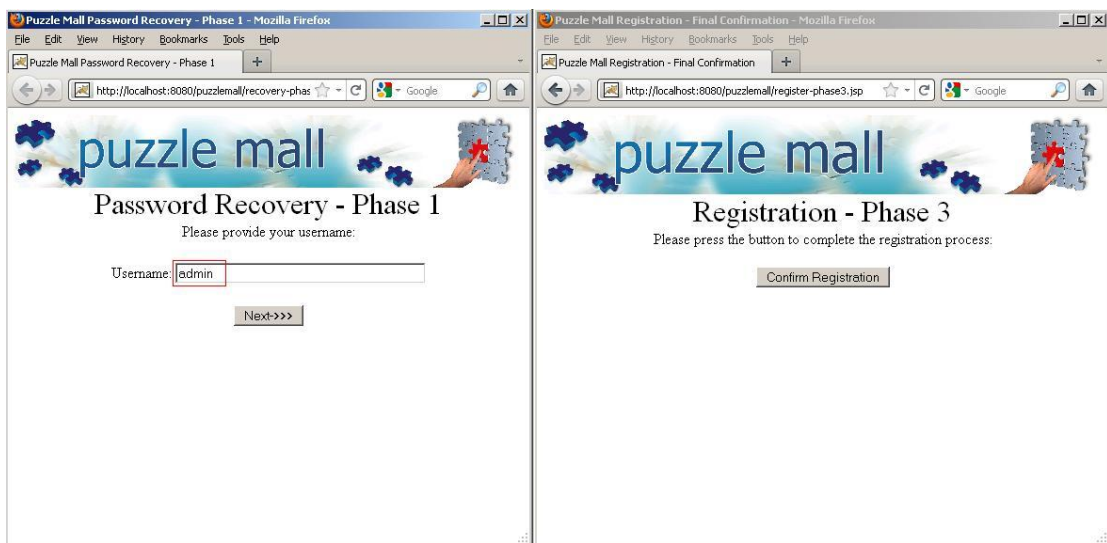 Puzzle Mall Password Recovery - Phase 1 - Mozilla Firefox
File Edit View History Bookmarks Tools Help
Puzzle Mall Password Recovery - Phase 1 +
http://localhost:8080/puzzlemall/recovery-phas Google
puzzle mall
Password Recovery - Phase 1
Please provide your username:
Username: admin
Next->>>
Puzzle Mall Registration - Final Confirmation - Mozilla Firefox
File Edit View History Bookmarks Tools Help
Puzzle Mall Registration - Final Confirmation +
http://localhost:8080/puzzlemall/register-phase3.jsp Google
puzzle mall
Registration - Phase 3
Please press the button to complete the registration process:
Confirm Registration